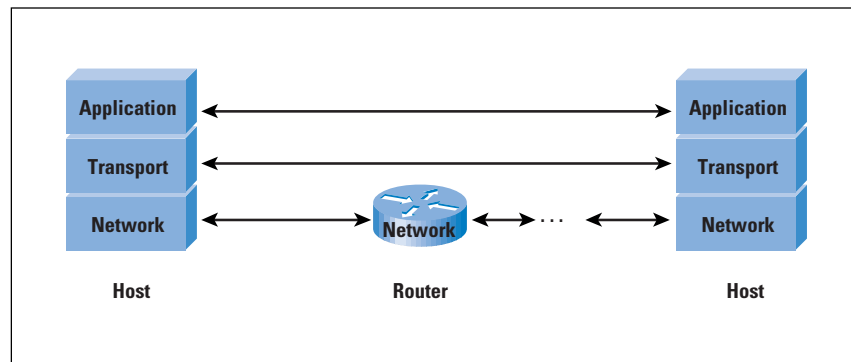 Application
Application
Transport
Transport
Network
Network
...
Network
Host
Router
Host